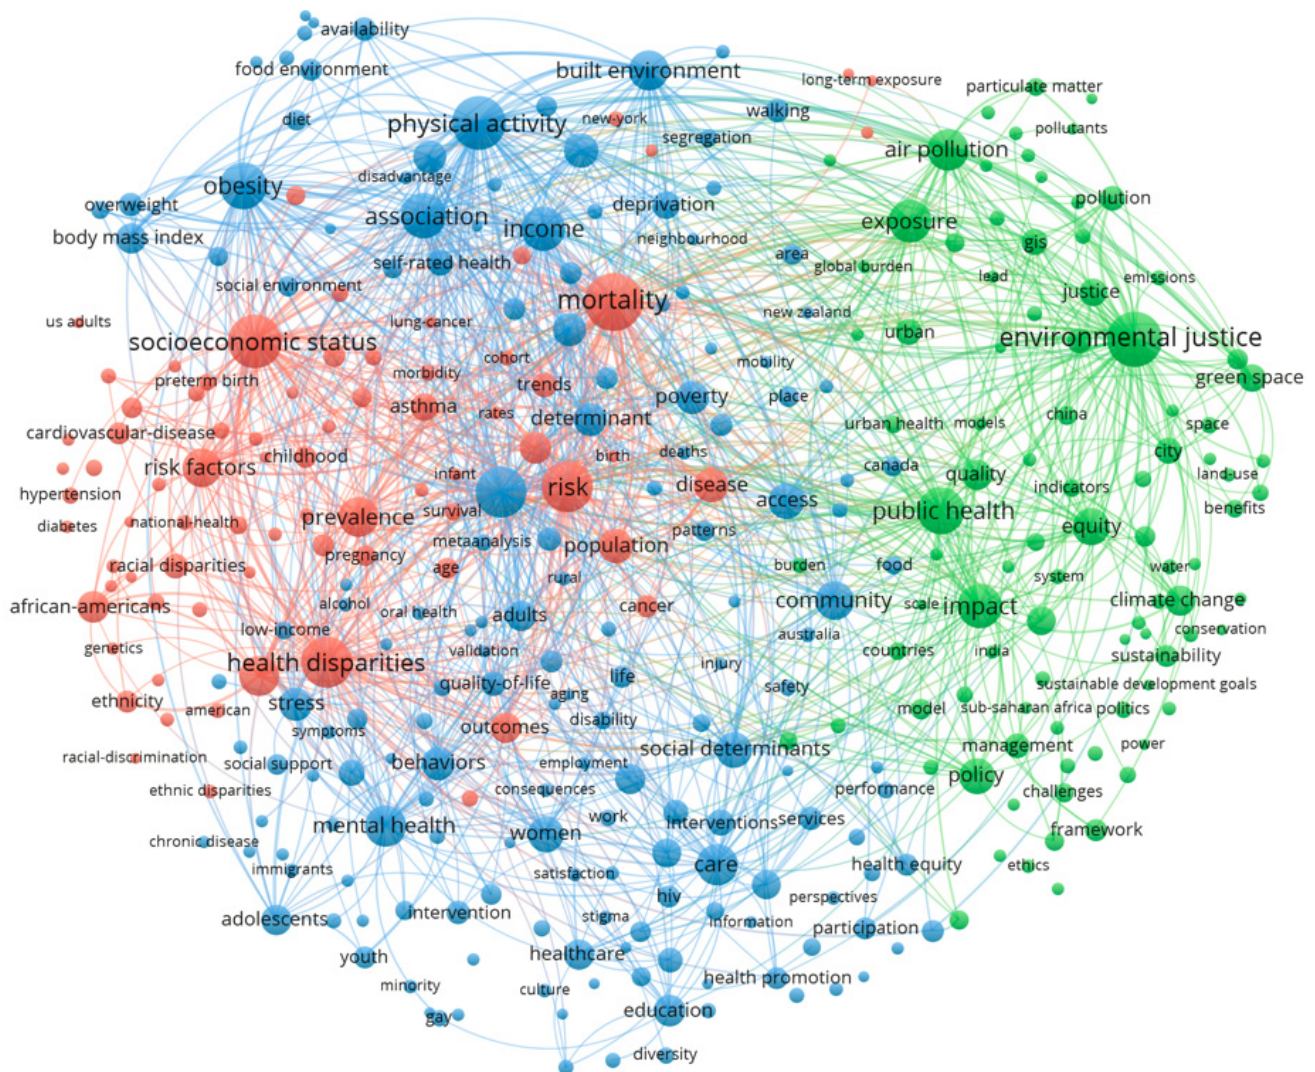 availability
food environment
built environment
long-term exposure
particulate matter
diet
physical activity
new-york
walking
segregation
pollutants
air pollution
disadvantage
obesity
overweight
deprivation
pollution
association
income
exposure
body mass index
neighbourhood
gis
self-rated health
area
global burden
lead
emissions
social environment
justice
mortality
us adults
lung-cancer
new zealand
urban
socioeconomic status
environmental justice
cohort
mobility
preterm birth
morbidity
trends
green space
asthma
rates
poverty
place
determinant
urban health
models
china
space
cardiovascular-disease
childhood
birth
deaths
city
risk factors
infant
canada
quality
indicators
land-use
risk
disease
hypertension
access
benefits
survival
public health
diabetes
national-health
prevalence
equity
metaanalysis
population
patterns
pregnancy
racial disparities
age
burden
food
water
rural
system
african-americans
alcohol
oral health
cancer
community
scale
impact
climate change
adults
low-income
australia
conservation
genetics
validation
countries
india
sustainability
health disparities
injury
quality-of-life
life
aging
safety
sustainable development goals
ethnicity
stress
american
model
sub-saharan africa
politics
disability
symptoms
outcomes
social determinants
management
power
racial-discrimination
social support
behaviors
employment
policy
ethnic disparities
consequences
performance
challenges
mental health
women
work
interventions
services
framework
chronic disease
immigrants
satisfaction
care
health equity
ethics
hiv
perspectives
adolescents
intervention
stigma
information
participation
youth
healthcare
minority
culture
health promotion
gay
education
diversity